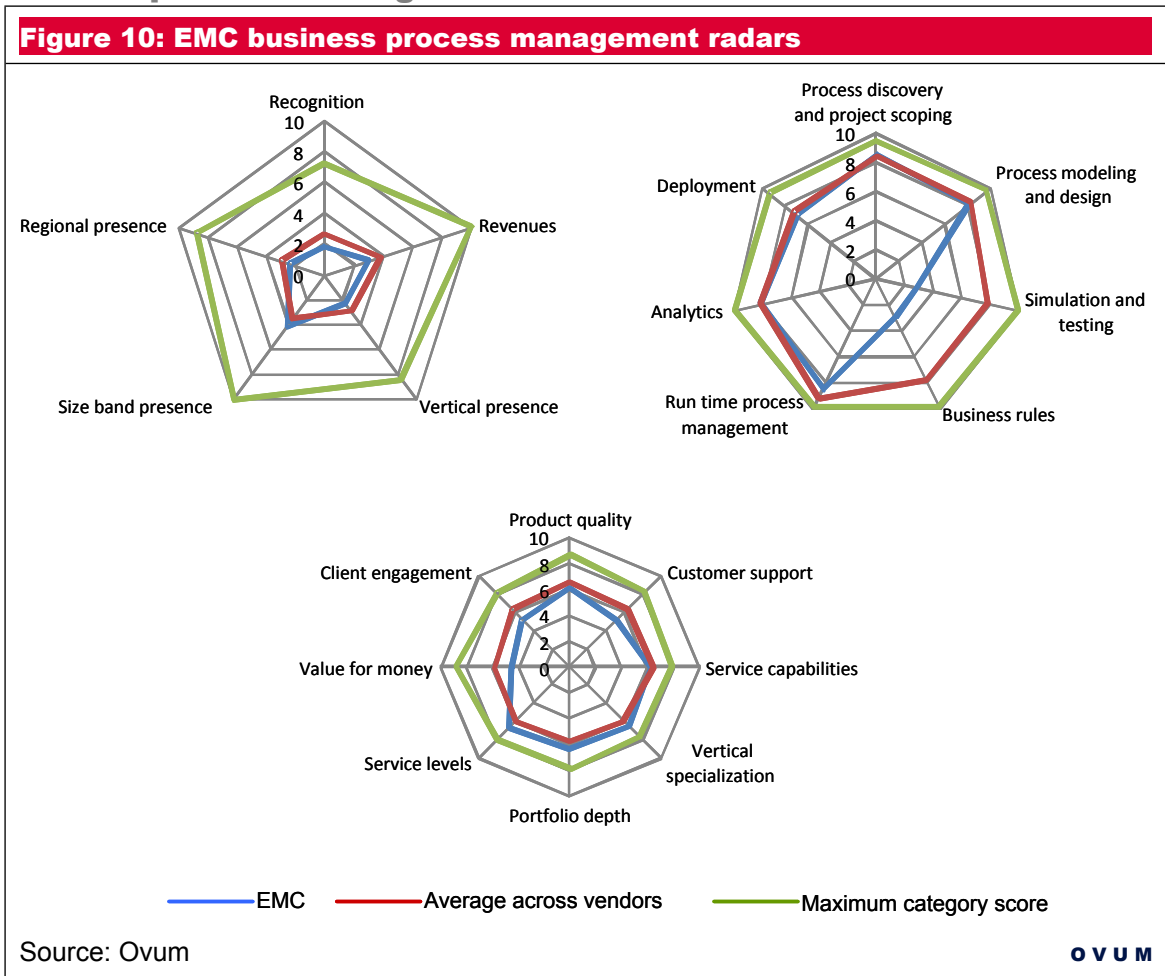 Figure 10: EMC business process management radars
Recognition
10
8
6
4
2
0
Regional presence
Revenues
Size band presence
Vertical presence
Process discovery
and project scoping
10
8
6
4
2
0
Deployment
Process modeling
and design
Analytics
Simulation and
testing
Run time process
management
Business rules
Product quality
10
8
6
4
2
0
Client engagement
Customer support
Value for money
Service capabilities
Service levels
Vertical
specialization
Portfolio depth
EMC
Average across vendors
Maximum category score
Source: Ovum
OVUM